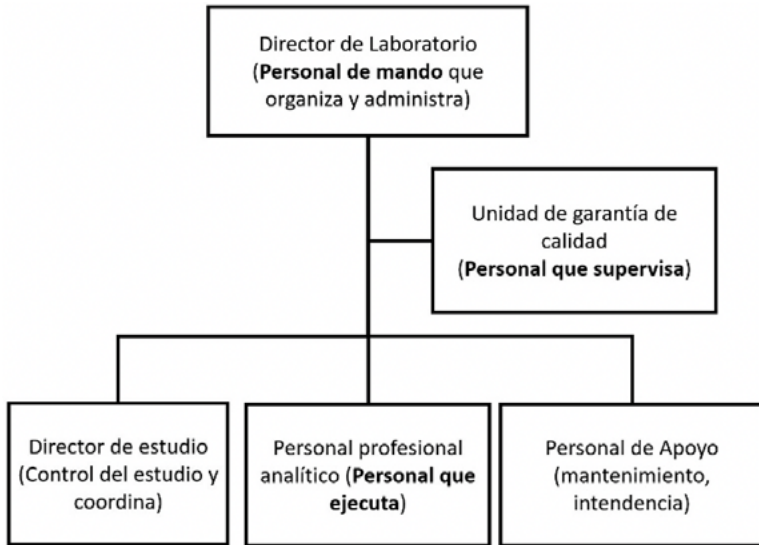 Director de Laboratorio
(Personal de mando que
organiza y administra)
Unidad de garantía de
calidad
(Personal que supervisa)
Director de estudio
(Control del estudio y
coordina)
Personal profesional
analítico (Personal que
ejecuta)
Personal de Apoyo
(mantenimiento,
intendencia)